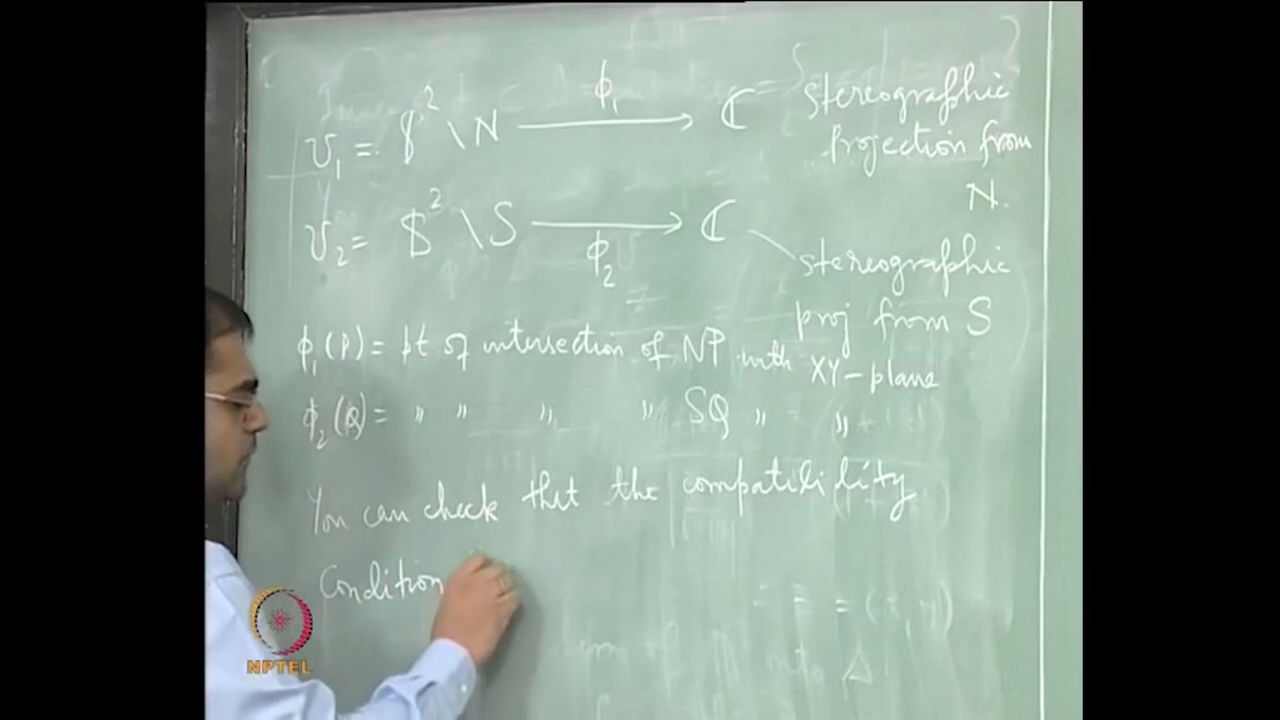 U₁ = S² \ N ⟶ ℂ stereographic
φ₁
projection from
N.
U₂ = S² \ S ⟶ ℂ
φ₂
stereographic
proj from S
φ₁(P) = pt of intersection of NP with XY-plane
φ₂(Q) = " " " " SQ " "
You can check that the compatibility
Condition
NPTEL